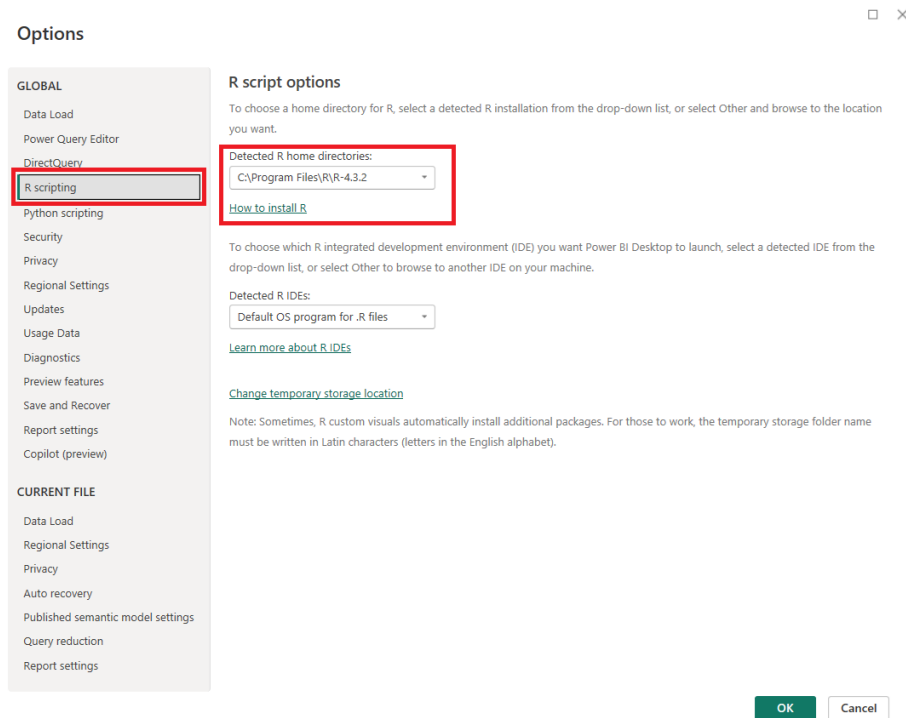 Options
GLOBAL
Data Load
Power Query Editor
DirectQuery
R scripting
Python scripting
Security
Privacy
Regional Settings
Updates
Usage Data
Diagnostics
Preview features
Save and Recover
Report settings
Copilot (preview)
CURRENT FILE
Data Load
Regional Settings
Privacy
Auto recovery
Published semantic model settings
Query reduction
Report settings
R script options
To choose a home directory for R, select a detected R installation from the drop-down list, or select Other and browse to the location
you want.
Detected R home directories:
C:\Program Files\R\R-4.3.2
How to install R
To choose which R integrated development environment (IDE) you want Power BI Desktop to launch, select a detected IDE from the
drop-down list, or select Other to browse to another IDE on your machine.
Detected R IDEs:
Default OS program for .R files
Learn more about R IDEs
Change temporary storage location
Note: Sometimes, R custom visuals automatically install additional packages. For those to work, the temporary storage folder name
must be written in Latin characters (letters in the English alphabet).
OK
Cancel